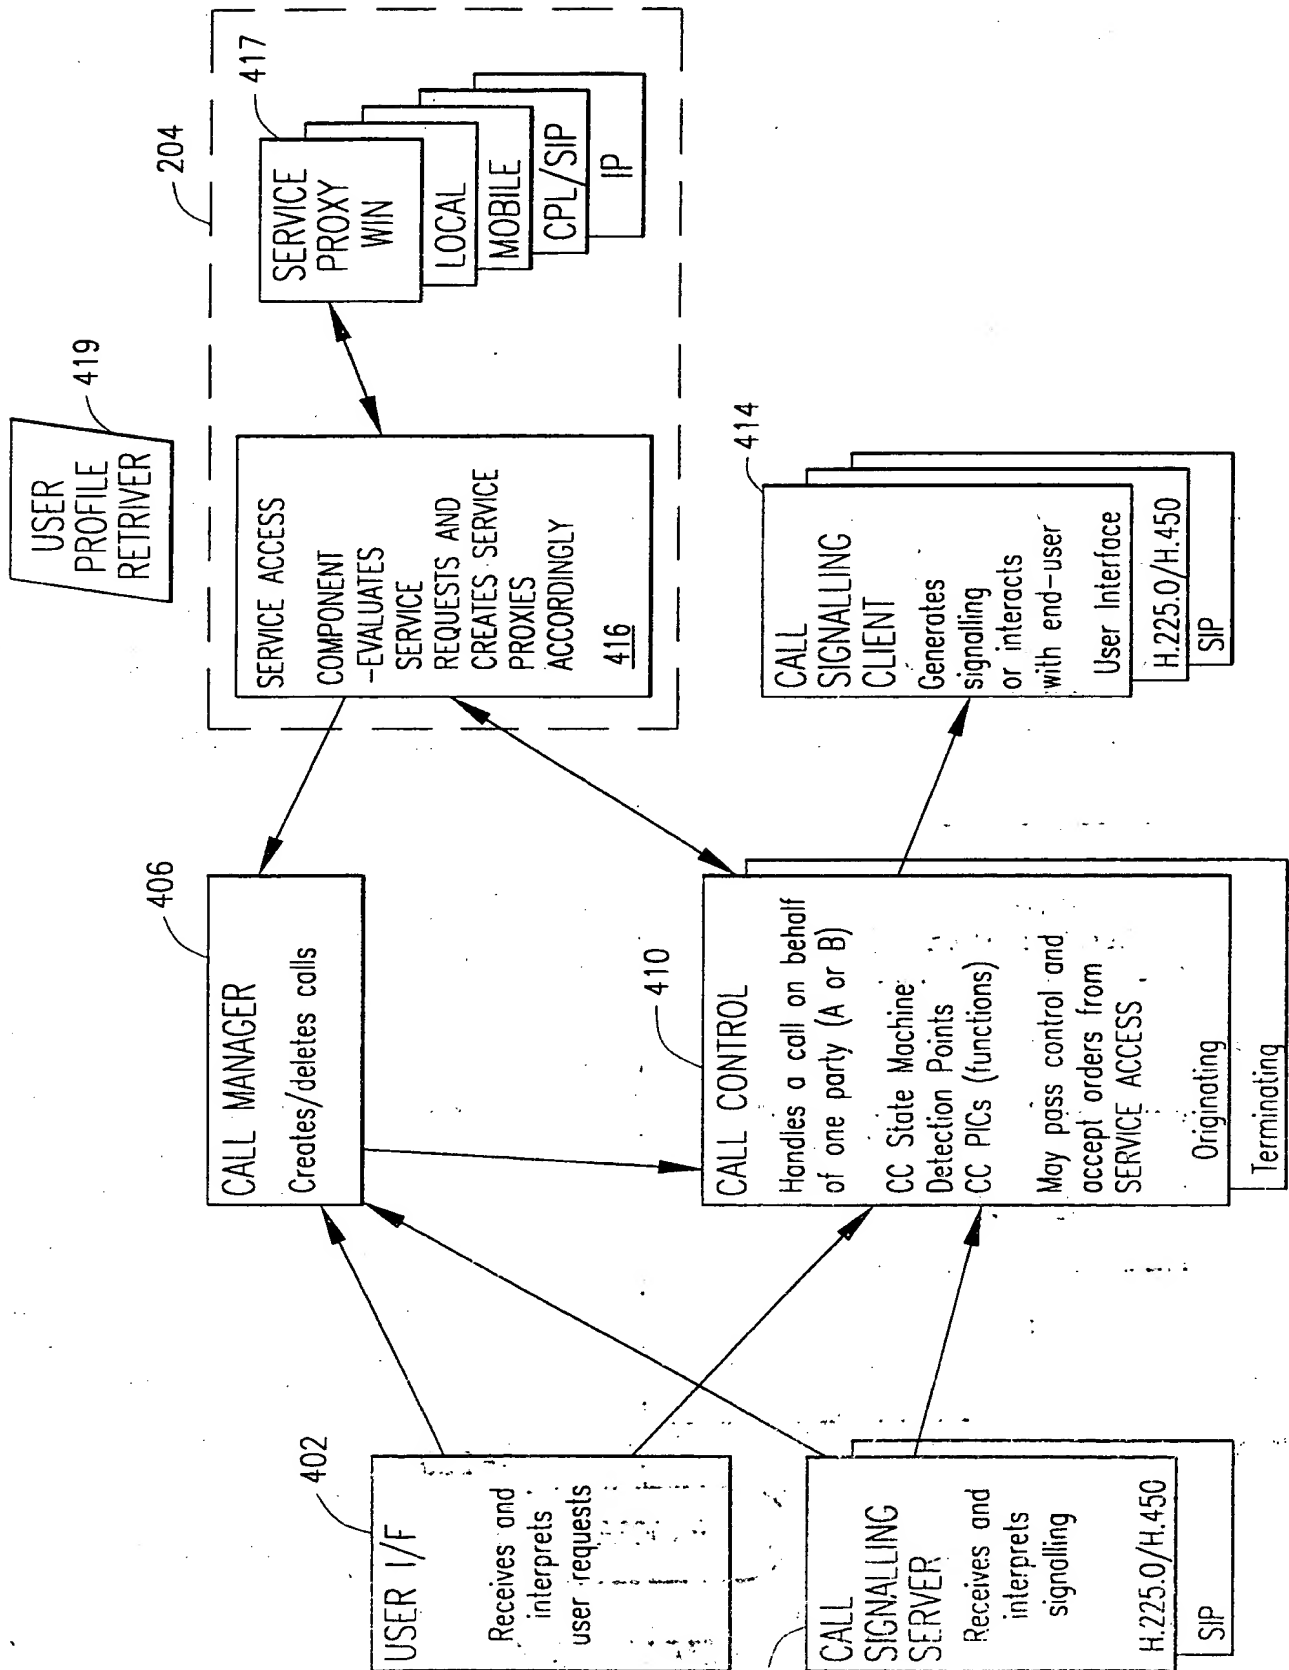 USER I/F
Receives and
interprets
user requests
402
CALL
SIGNALLING
SERVER
Receives and
interprets
signalling
H.225.0/H.450
SIP
CALL MANAGER
Creates/deletes calls
406
CALL CONTROL
Handles a call on behalf
of one party (A or B)
CC State Machine
Detection Points
CC PICs (functions)
May pass control and
accept orders from
SERVICE ACCESS
Originating
Terminating
410
USER
PROFILE
RETRIVER
419
SERVICE ACCESS
COMPONENT
-EVALUATES
SERVICE
REQUESTS AND
CREATES SERVICE
PROXIES
ACCORDINGLY
416
CALL
SIGNALLING
CLIENT
Generates
signalling
or interacts
with end-user
User Interface
H.225.0/H.450
SIP
414
204
SERVICE
PROXY
WIN
LOCAL
MOBILE
CPL/SIP
IP
417